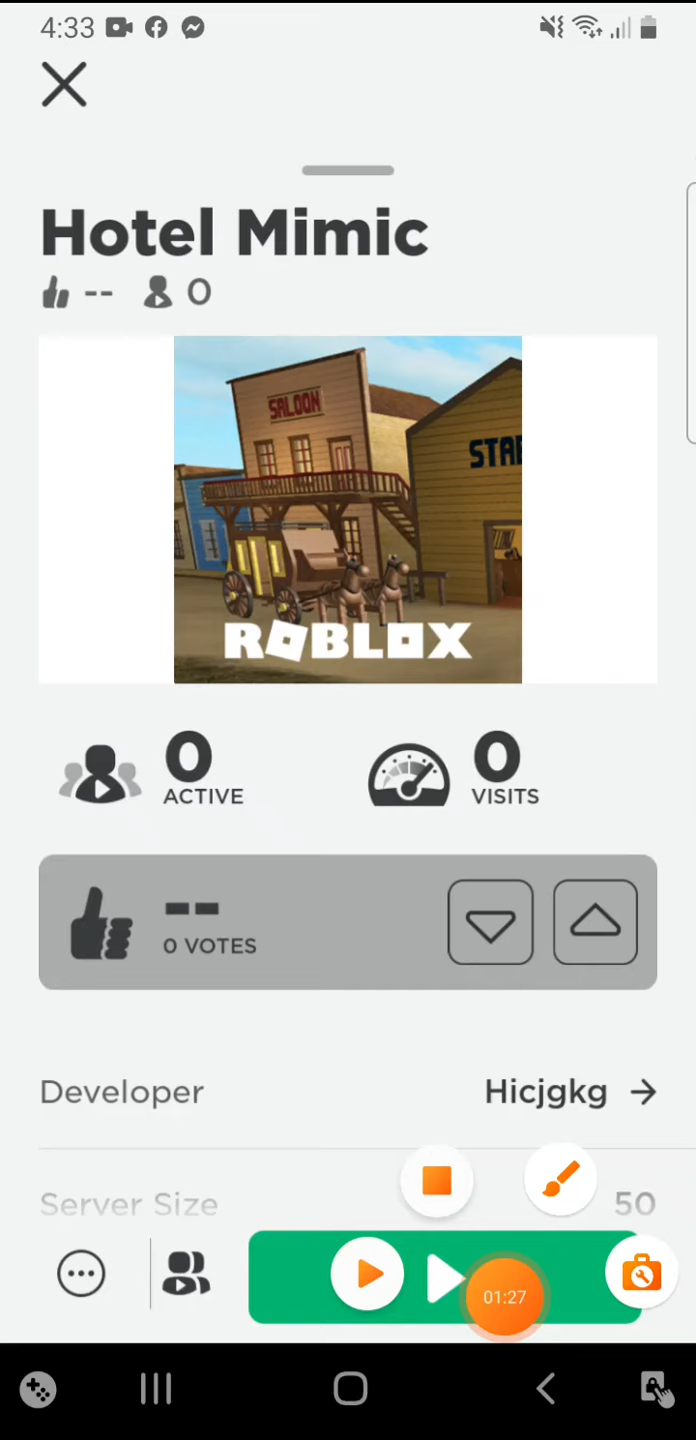 4:33
Hotel Mimic
-- 0
SALOON
STAB
ROBLOX
0 ACTIVE
0 VISITS
--
0 VOTES
Developer Hicjgkg →
Server Size 50
01:27